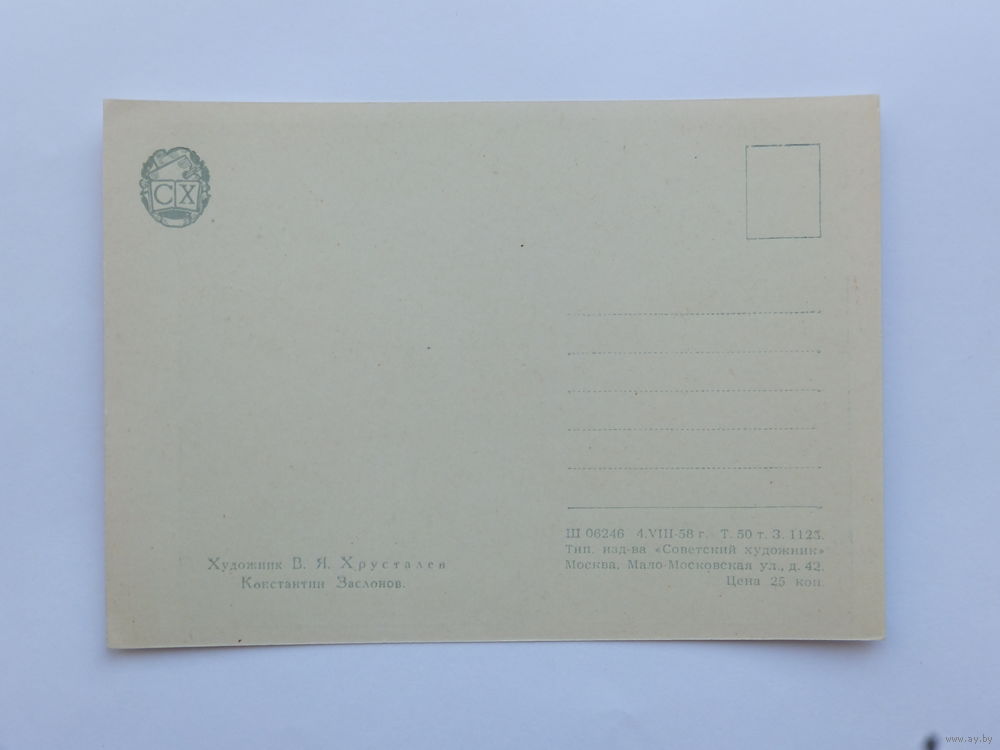 СХ
Художник В. Я. Хрусталев
Константин Заслонов.
Ш 06246 4.VIII-58 г. Т. 50 т. З. 1123.
Тип. изд-ва «Советский художник»
Москва, Мало-Московская ул., д. 42.
Цена 25 коп.
www.ay.by